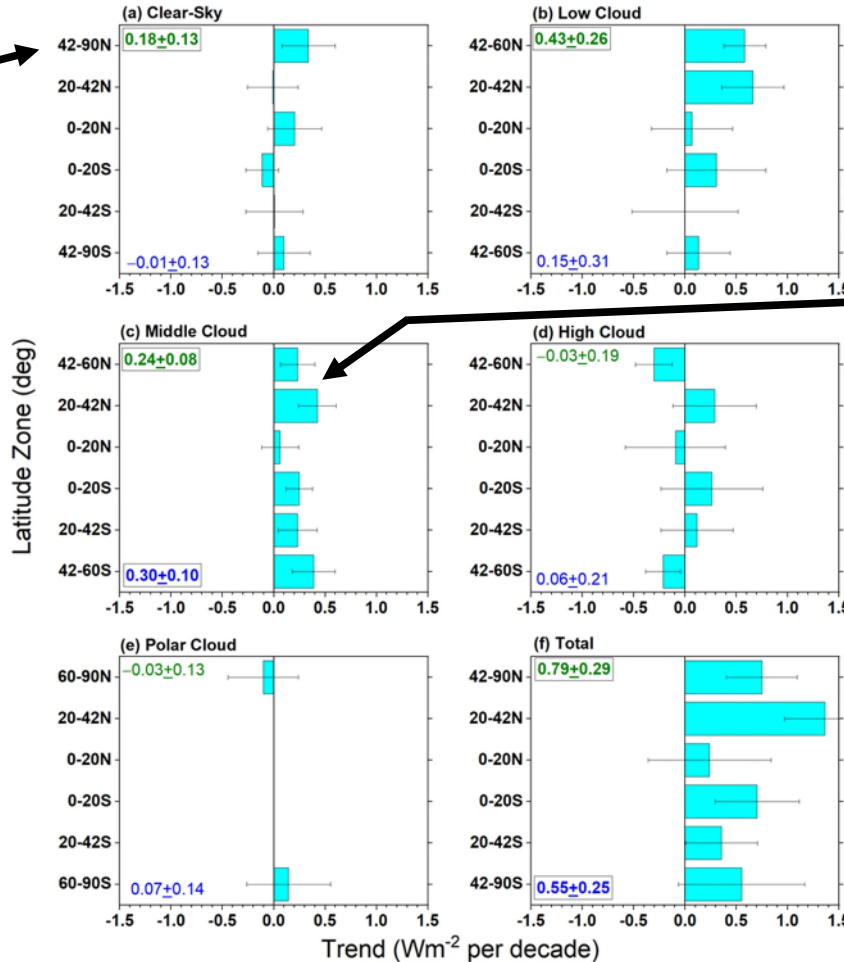 (a) Clear-Sky
42-90N
20-42N
0-20N
0-20S
20-42S
42-90S
0.18±0.13
−0.01±0.13
-1.5 -1.0 -0.5 0.0 0.5 1.0 1.5
(b) Low Cloud
42-60N
20-42N
0-20N
0-20S
20-42S
42-60S
0.43±0.26
0.15±0.31
-1.5 -1.0 -0.5 0.0 0.5 1.0 1.5
Latitude Zone (deg)
(c) Middle Cloud
42-60N
20-42N
0-20N
0-20S
20-42S
42-60S
0.24±0.08
0.30±0.10
-1.5 -1.0 -0.5 0.0 0.5 1.0 1.5
(d) High Cloud
42-60N
20-42N
0-20N
0-20S
20-42S
42-60S
−0.03±0.19
0.06±0.21
-1.5 -1.0 -0.5 0.0 0.5 1.0 1.5
(e) Polar Cloud
60-90N
20-42N
0-20N
0-20S
20-42S
60-90S
−0.03±0.13
0.07±0.14
-1.5 -1.0 -0.5 0.0 0.5 1.0 1.5
(f) Total
42-90N
20-42N
0-20N
0-20S
20-42S
42-90S
0.79±0.29
0.55±0.25
-1.5 -1.0 -0.5 0.0 0.5 1.0 1.5
Trend (Wm⁻² per decade)